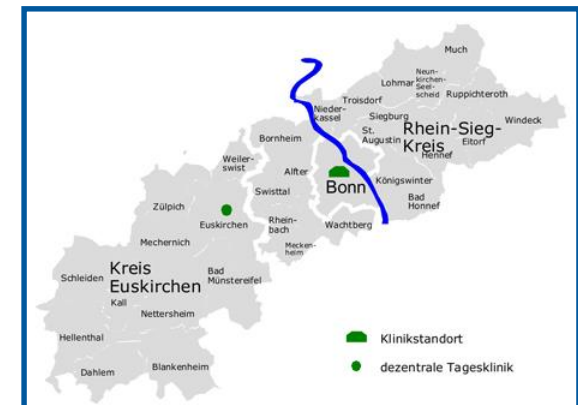 Much
Neun-
kirchen-
Seel-
scheid
Lohmar
Ruppichteroth
Troisdorf
Nieder-
kassel
Siegburg
Windeck
St.
Augustin
Rhein-Sieg-
Kreis
Eitorf
Hennef
Bornheim
Weiler-
swist
Alfter
Bonn
Königswinter
Swisttal
Bad
Honnef
Zülpich
Euskirchen
Rhein-
bach
Wachtberg
Mechernich
Mecken-
heim
Kreis
Euskirchen
Schleiden
Bad
Münstereifel
Kall
Nettersheim
Hellenthal
Klinikstandort
Dahlem
Blankenheim
dezentrale Tagesklinik